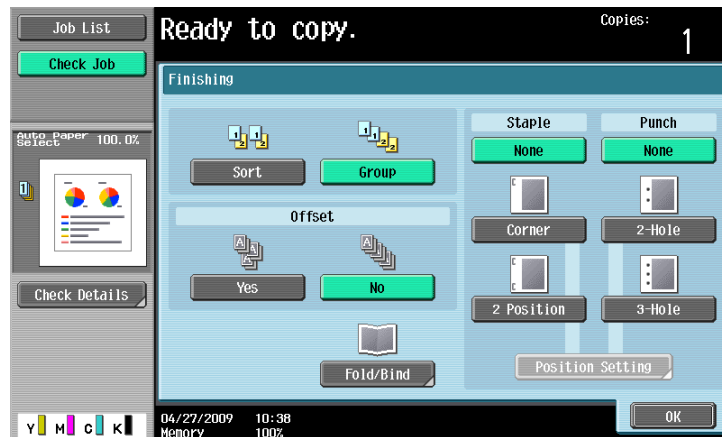 Job List
Check Job
Ready to copy.
Copies:
1
Finishing
Auto Paper
Select
100.0%
Sort
Group
Offset
Yes
No
Fold/Bind
Staple
None
Corner
2 Position
Punch
None
2-Hole
3-Hole
Position Setting
Check Details
OK
Y M C K
04/27/2009 10:38
Memory 100%